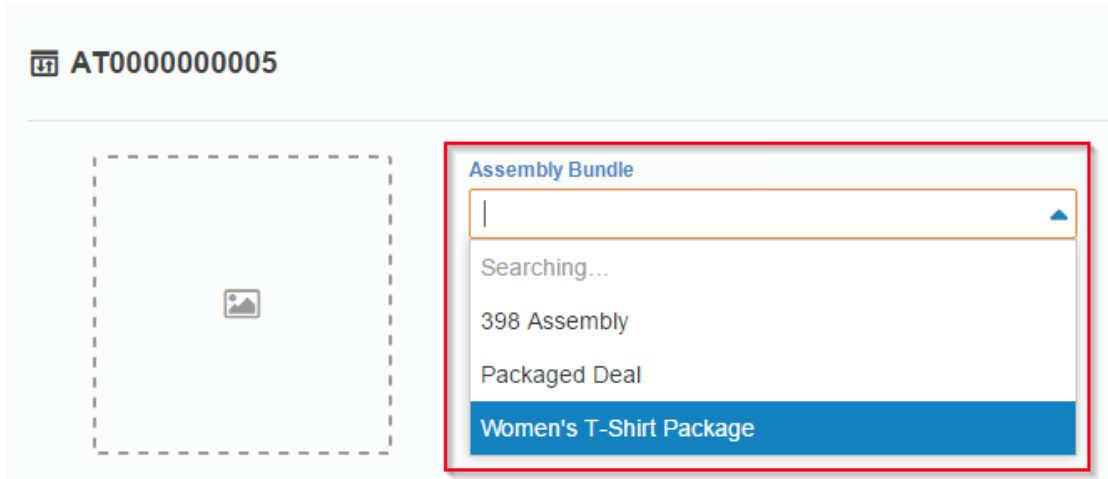 AT0000000005
Assembly Bundle
Searching...
398 Assembly
Packaged Deal
Women's T-Shirt Package